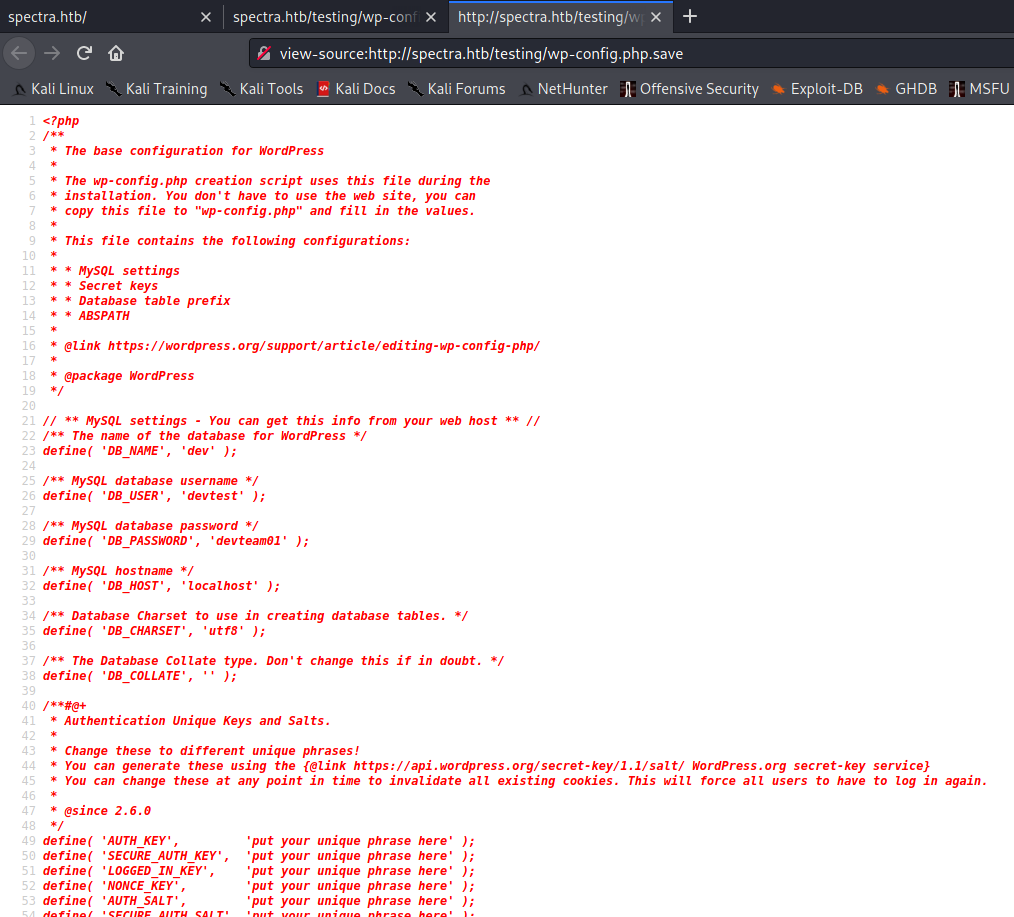 spectra.htb/
spectra.htb/testing/wp-conf
http://spectra.htb/testing/w
view-source:http://spectra.htb/testing/wp-config.php.save
Kali Linux Kali Training Kali Tools Kali Docs Kali Forums NetHunter Offensive Security Exploit-DB GHDB MSFU
1 <?php
2 /**
3  * The base configuration for WordPress
4  *
5  * The wp-config.php creation script uses this file during the
6  * installation. You don't have to use the web site, you can
7  * copy this file to "wp-config.php" and fill in the values.
8  *
9  * This file contains the following configurations:
10  *
11  * * MySQL settings
12  * * Secret keys
13  * * Database table prefix
14  * * ABSPATH
15  *
16  * @link https://wordpress.org/support/article/editing-wp-config-php/
17  *
18  * @package WordPress
19  */
20
21 // ** MySQL settings - You can get this info from your web host ** //
22 /** The name of the database for WordPress */
23 define( 'DB_NAME', 'dev' );
24
25 /** MySQL database username */
26 define( 'DB_USER', 'devtest' );
27
28 /** MySQL database password */
29 define( 'DB_PASSWORD', 'devteam01' );
30
31 /** MySQL hostname */
32 define( 'DB_HOST', 'localhost' );
33
34 /** Database Charset to use in creating database tables. */
35 define( 'DB_CHARSET', 'utf8' );
36
37 /** The Database Collate type. Don't change this if in doubt. */
38 define( 'DB_COLLATE', '' );
39
40 /**#@+
41  * Authentication Unique Keys and Salts.
42  *
43  * Change these to different unique phrases!
44  * You can generate these using the {@link https://api.wordpress.org/secret-key/1.1/salt/ WordPress.org secret-key service}
45  * You can change these at any point in time to invalidate all existing cookies. This will force all users to have to log in again.
46  *
47  * @since 2.6.0
48  */
49 define( 'AUTH_KEY',         'put your unique phrase here' );
50 define( 'SECURE_AUTH_KEY',  'put your unique phrase here' );
51 define( 'LOGGED_IN_KEY',    'put your unique phrase here' );
52 define( 'NONCE_KEY',        'put your unique phrase here' );
53 define( 'AUTH_SALT',        'put your unique phrase here' );
54 define( 'SECURE_AUTH_SALT', 'put your unique phrase here' );